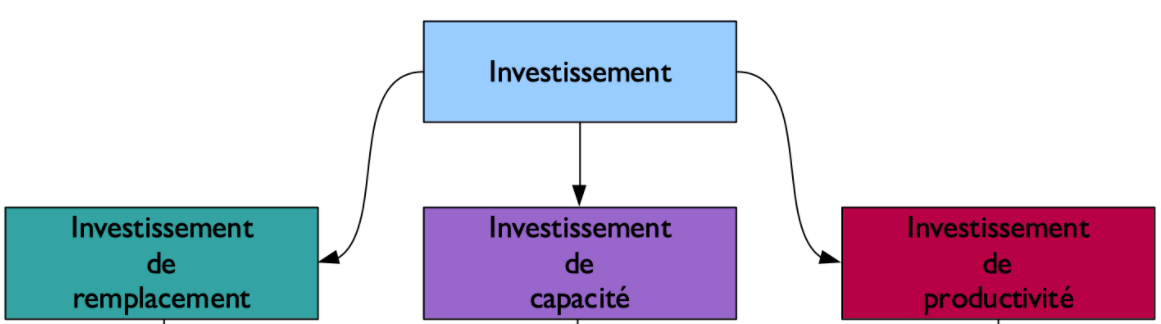 Investissement
Investissement
de
remplacement
Investissement
de
capacité
Investissement
de
productivité